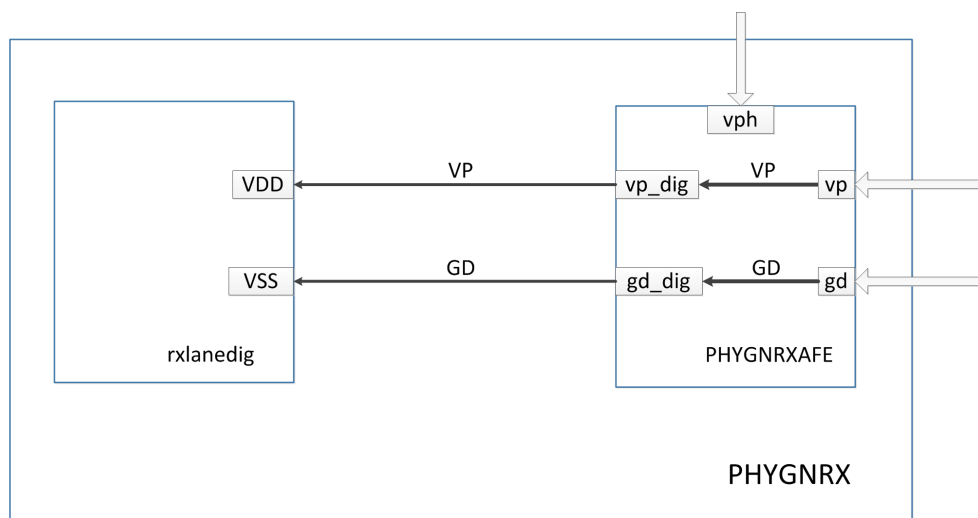 vph
VP
VP
VDD
vp_dig
vp
GD
GD
VSS
gd_dig
gd
rxlanedig
PHYGNRXAFE
PHYGNRX